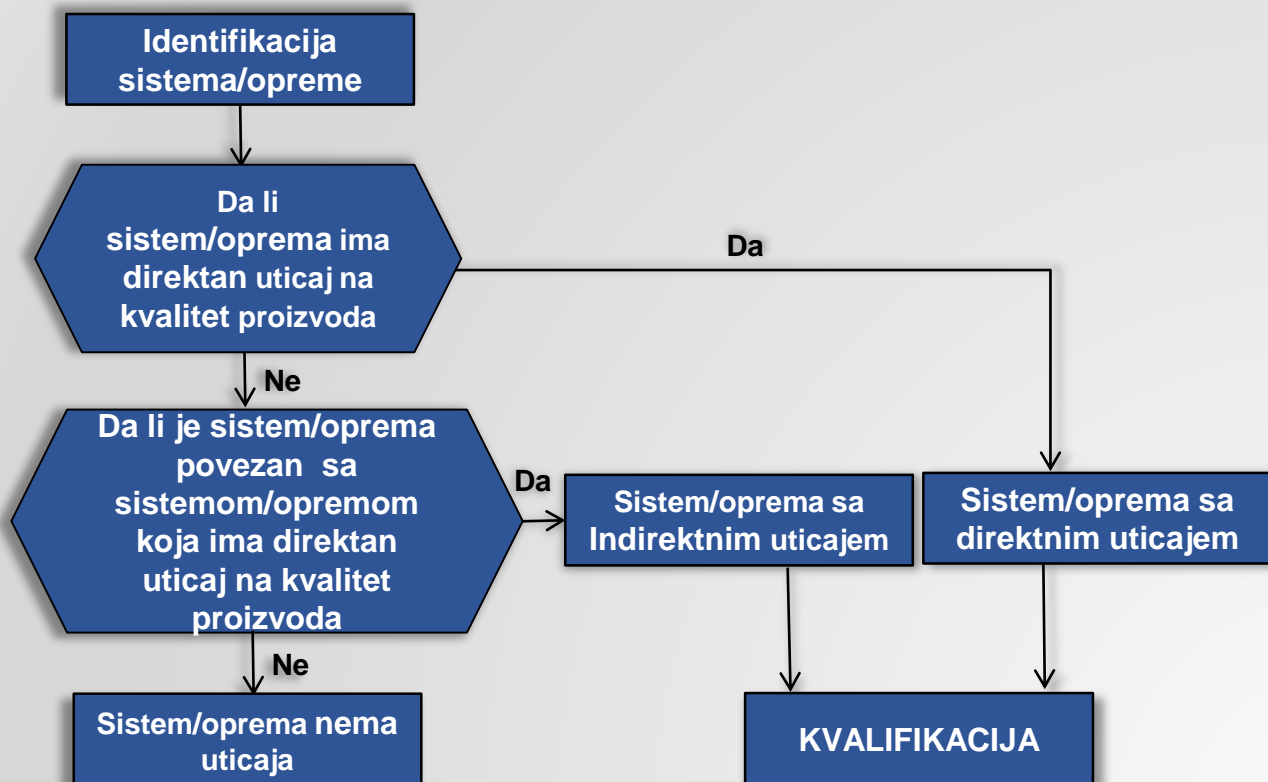 Identifikacija
sistema/opreme
Da li
sistem/oprema ima
direktan uticaj na
kvalitet proizvoda
Da
Ne
Da li je sistem/oprema
povezan sa
sistemom/opremom
koja ima direktan
uticaj na kvalitet
proizvoda
Da
Sistem/oprema sa
Indirektnim uticajem
Sistem/oprema sa
direktnim uticajem
Ne
Sistem/oprema nema
uticaja
KVALIFIKACIJA